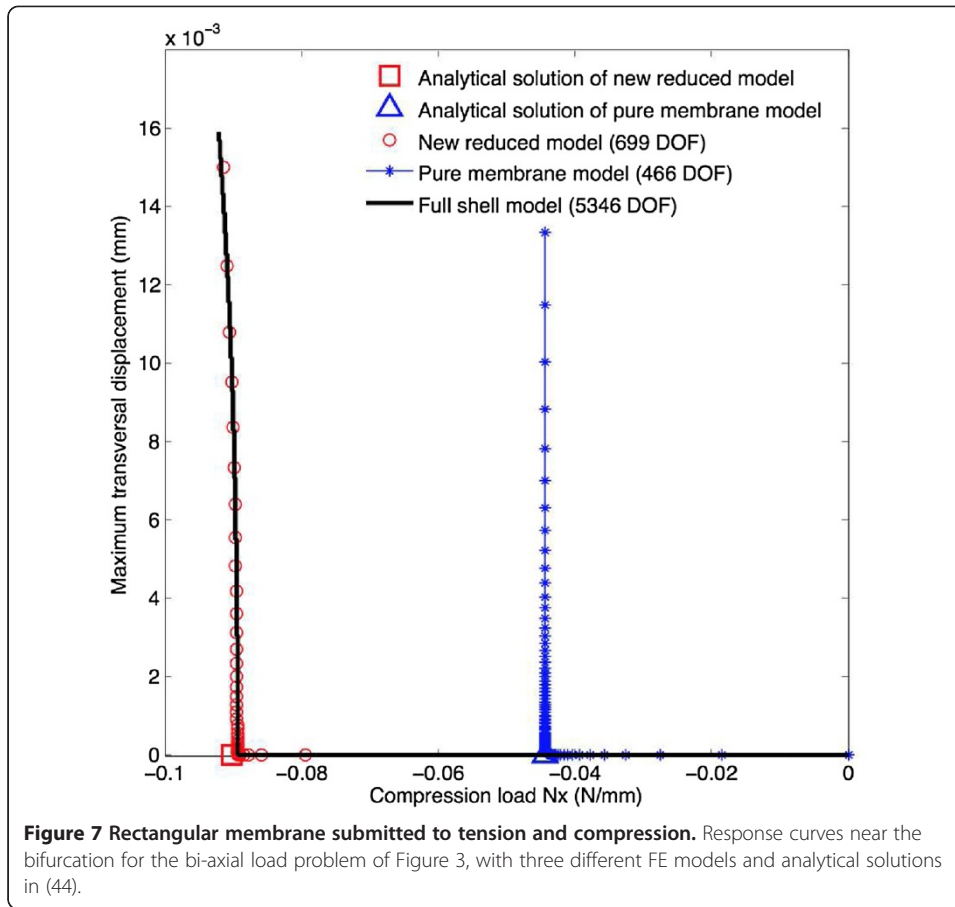 x 10⁻³
Analytical solution of new reduced model
Analytical solution of pure membrane model
New reduced model (699 DOF)
Pure membrane model (466 DOF)
Full shell model (5346 DOF)
16
14
12
10
8
6
4
2
0
Maximum transversal displacement (mm)
−0.1
−0.08
−0.06
−0.04
−0.02
0
Compression load Nx (N/mm)
Figure 7 Rectangular membrane submitted to tension and compression. Response curves near the
bifurcation for the bi-axial load problem of Figure 3, with three different FE models and analytical solutions
in (44).